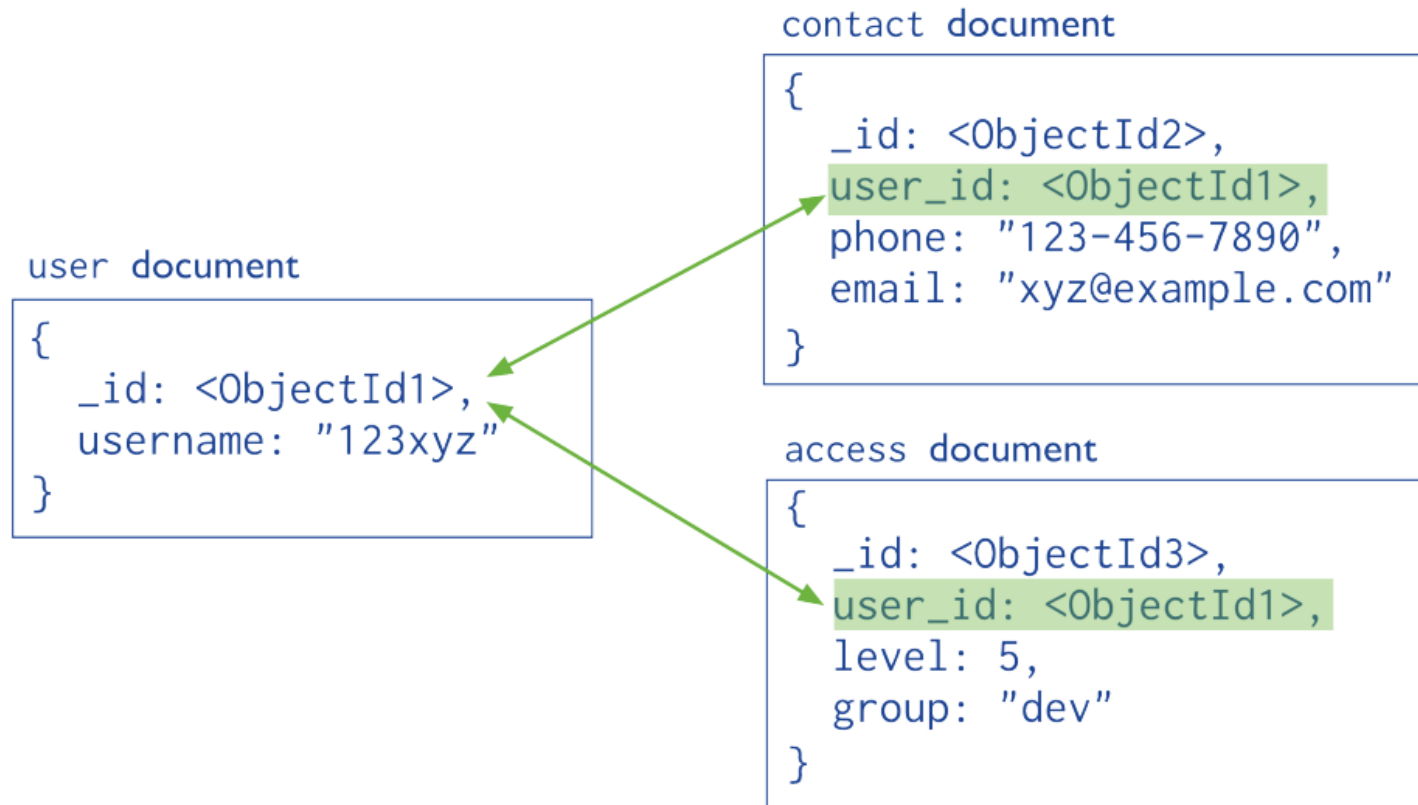 contact document
{
_id: <ObjectId2>,
user_id: <ObjectId1>,
phone: "123-456-7890",
email: "xyz@example.com"
}
user document
{
_id: <ObjectId1>,
username: "123xyz"
}
access document
{
_id: <ObjectId3>,
user_id: <ObjectId1>,
level: 5,
group: "dev"
}